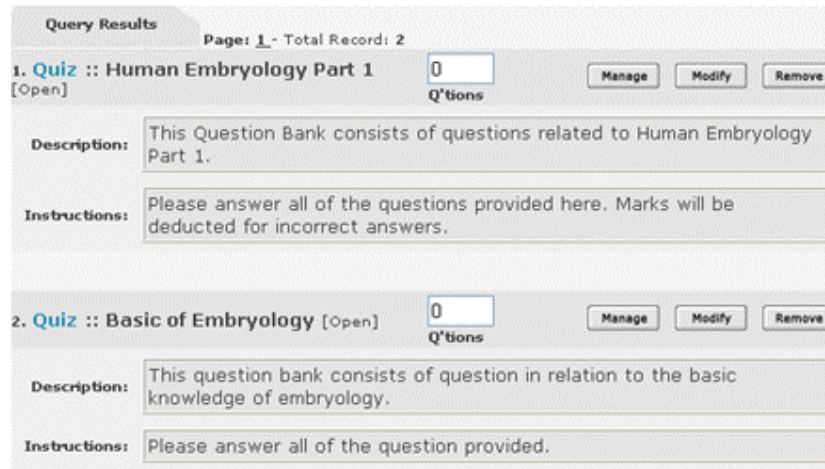 Query Results
Page: 1 - Total Record: 2
1. Quiz :: Human Embryology Part 1
[Open]
0
Q'tions
Manage
Modify
Remove
Description:
This Question Bank consists of questions related to Human Embryology
Part 1.
Instructions:
Please answer all of the questions provided here. Marks will be
deducted for incorrect answers.
2. Quiz :: Basic of Embryology [Open]
0
Q'tions
Manage
Modify
Remove
Description:
This question bank consists of question in relation to the basic
knowledge of embryology.
Instructions:
Please answer all of the question provided.